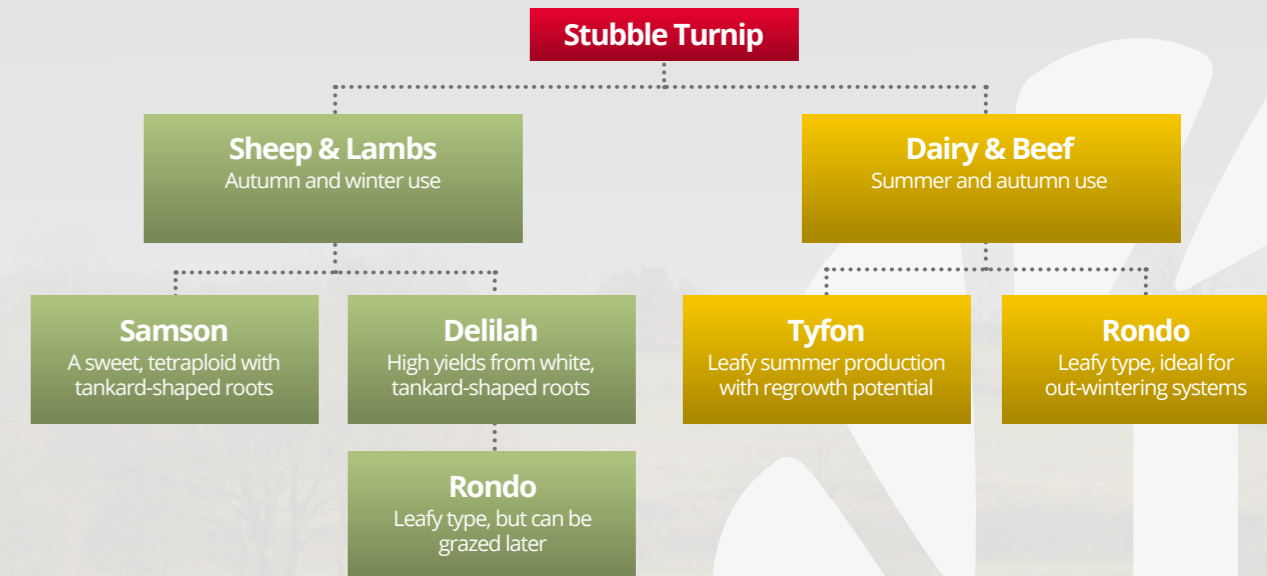 Stubble Turnip
Sheep & Lambs
Autumn and winter use
Dairy & Beef
Summer and autumn use
Samson
A sweet, tetraploid with
tankard-shaped roots
Delilah
High yields from white,
tankard-shaped roots
Tyfon
Leafy summer production
with regrowth potential
Rondo
Leafy type, ideal for
out-wintering systems
Rondo
Leafy type, but can be
grazed later